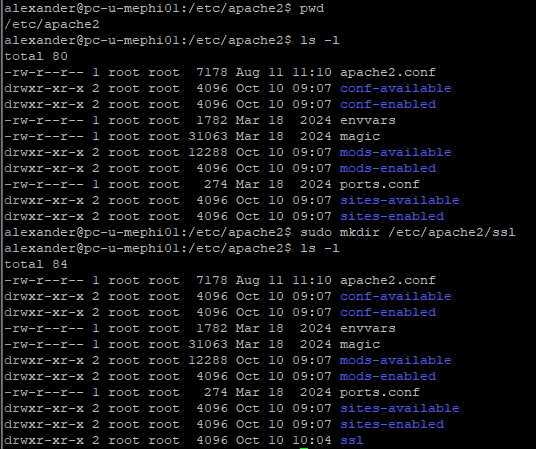 alexander@pc-u-mephi01:/etc/apache2$ pwd
/etc/apache2
alexander@pc-u-mephi01:/etc/apache2$ ls -l
total 80
-rw-r--r-- 1 root root  7178 Aug 11 11:10 apache2.conf
drwxr-xr-x 2 root root  4096 Oct 10 09:07 conf-available
drwxr-xr-x 2 root root  4096 Oct 10 09:07 conf-enabled
-rw-r--r-- 1 root root  1782 Mar 18  2024 envvars
-rw-r--r-- 1 root root 31063 Mar 18  2024 magic
drwxr-xr-x 2 root root 12288 Oct 10 09:07 mods-available
drwxr-xr-x 2 root root  4096 Oct 10 09:07 mods-enabled
-rw-r--r-- 1 root root   274 Mar 18  2024 ports.conf
drwxr-xr-x 2 root root  4096 Oct 10 09:07 sites-available
drwxr-xr-x 2 root root  4096 Oct 10 09:07 sites-enabled
alexander@pc-u-mephi01:/etc/apache2$ sudo mkdir /etc/apache2/ssl
alexander@pc-u-mephi01:/etc/apache2$ ls -l
total 84
-rw-r--r-- 1 root root  7178 Aug 11 11:10 apache2.conf
drwxr-xr-x 2 root root  4096 Oct 10 09:07 conf-available
drwxr-xr-x 2 root root  4096 Oct 10 09:07 conf-enabled
-rw-r--r-- 1 root root  1782 Mar 18  2024 envvars
-rw-r--r-- 1 root root 31063 Mar 18  2024 magic
drwxr-xr-x 2 root root 12288 Oct 10 09:07 mods-available
drwxr-xr-x 2 root root  4096 Oct 10 09:07 mods-enabled
-rw-r--r-- 1 root root   274 Mar 18  2024 ports.conf
drwxr-xr-x 2 root root  4096 Oct 10 09:07 sites-available
drwxr-xr-x 2 root root  4096 Oct 10 09:07 sites-enabled
drwxr-xr-x 2 root root  4096 Oct 10 10:04 ssl